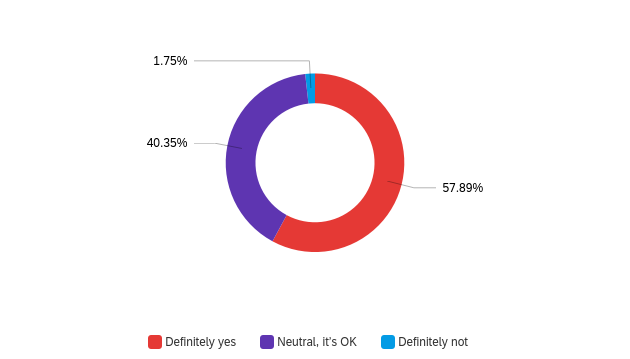 1.75%
40.35%
57.89%
Definitely yes Neutral, it's OK Definitely not